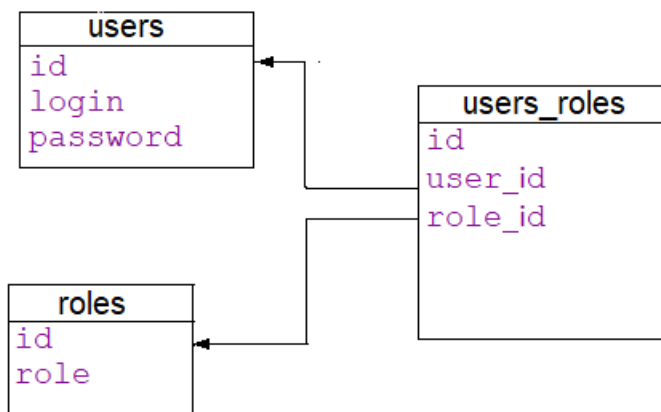 users
id
login
password
users_roles
id
user_id
role_id
roles
id
role